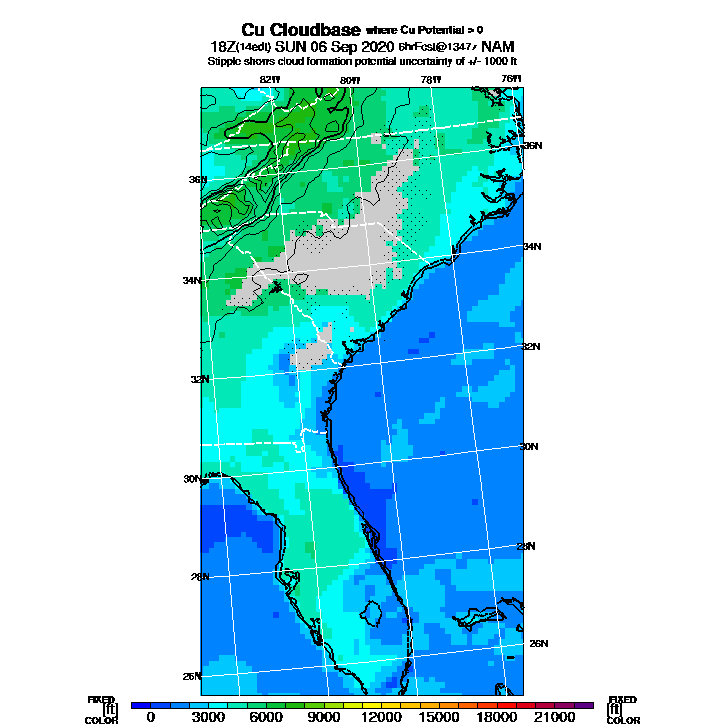 Cu Cloudbase where Cu Potential > 0
18Z(14edt) SUN 06 Sep 2020 6hrFcst@1347z NAM
Stipple shows cloud formation potential uncertainty of +/- 1000 ft
82W 80W 78W 76W
36N
36N
34N
34N
32N
32N
30N
30N
28N
28N
26N
26N
FIXED FIXED
[ft] [ft]
COLOR COLOR
0 3000 6000 9000 12000 15000 18000 21000